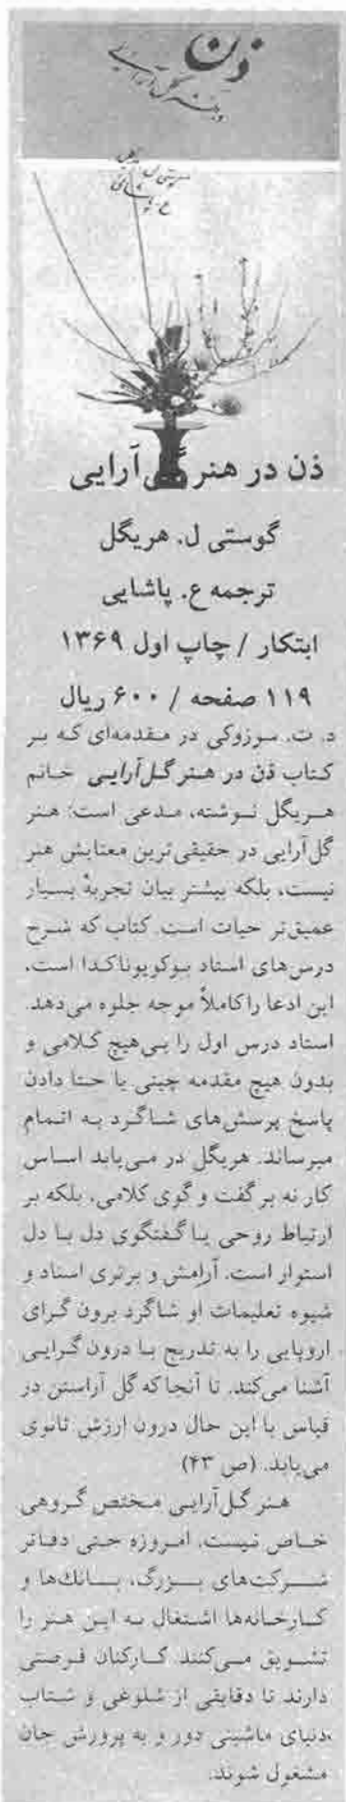 ذن
در هنر گل‌آرایی
گوستی ل. هریگل
ع. پاشائی
ذن در هنر گل‌آرایی
گوستی ل. هریگل
ترجمه ع. پاشایی
ابتکار / چاپ اول ۱۳۶۹
۱۱۹ صفحه / ۶۰۰ ریال
د. ت. سوزوکی در مقدمه‌ای که بر
کتاب ذن در هنر گل‌آرایی خانم
هریگل نوشته، مدعی است: هنر
گل‌آرایی در حقیقی‌ترین معنایش هنر
نیست، بلکه بیشتر بیان تجربهٔ بسیار
عمیق‌تر حیات است. کتاب که شرح
درس‌های استاد بوکویوتاکدا است،
این ادعا را کاملاً موجه جلوه می‌دهد.
استاد درس اول را بی‌هیچ کلامی و
بدون هیچ مقدمه چینی یا حتا دادن
پاسخ پرسش‌های شاگرد به اتمام
میرساند. هریگل در می‌یابد اساس
کار نه بر گفت و گوی کلامی، بلکه بر
ارتباط روحی یا گفتگوی دل با دل
استوار است. آرامش و برتری استاد و
شیوه تعلیمات او شاگرد برون گرای
اروپایی را به تدریج با درون گرایی
آشنا می‌کند. تا آنجا که گل آراستن در
قیاس با این حال درون ارزش ثانوی
می‌یابد. (ص ۴۳)
هنر گل‌آرایی مختص گروهی
خاص نیست. امروزه حتی دفاتر
شرکت‌های بزرگ، بانک‌ها و
کارخانه‌ها اشتغال به این هنر را
تشویق می‌کنند. کارکنان فرصتی
دارند تا دقایقی از شلوغی و شتاب
دنیای ماشینی دور و به پرورش جان
مشغول شوند.